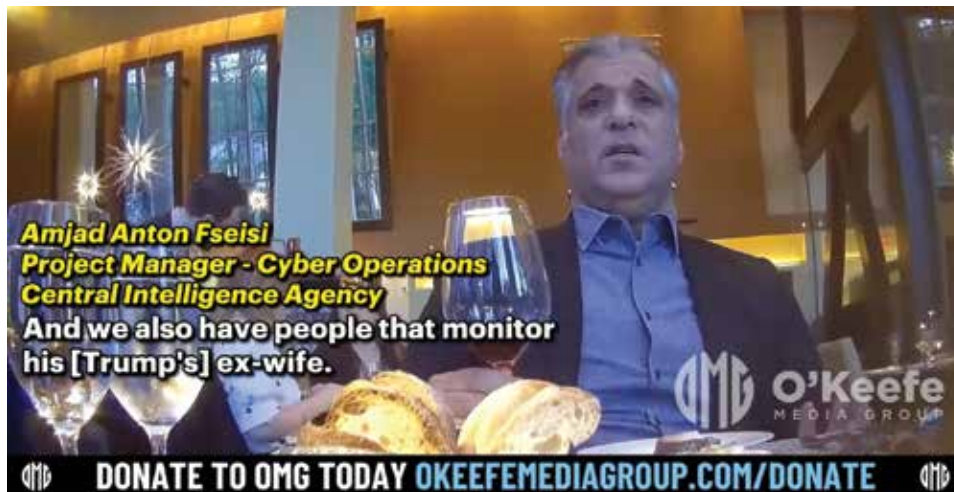 Amjad Anton Fseisi
Project Manager - Cyber Operations
Central Intelligence Agency
And we also have people that monitor
his [Trump's] ex-wife.
OMG O'Keefe
MEDIA GROUP
OMG DONATE TO OMG TODAY OKEEFEMEDIAGROUP.COM/DONATE OMG